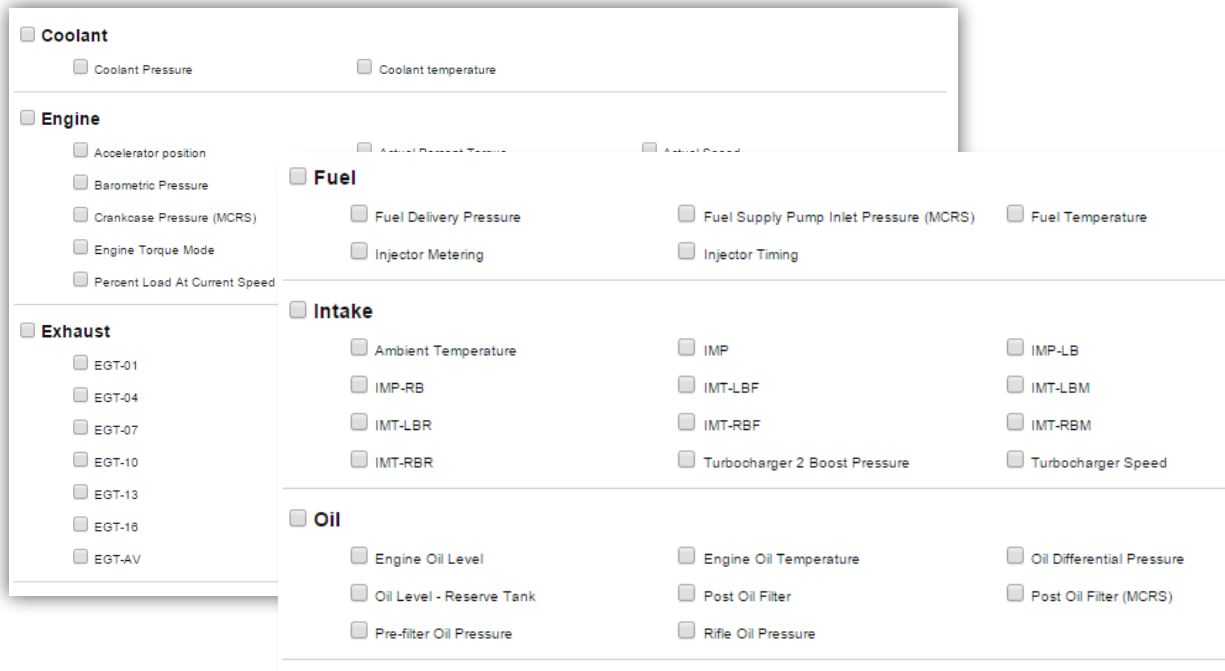 Coolant
Coolant Pressure Coolant temperature
Engine
Accelerator position Actual Percent Torque Actual Speed
Barometric Pressure
Crankcase Pressure (MCRS)
Engine Torque Mode
Percent Load At Current Speed
Exhaust
EGT-01
EGT-04
EGT-07
EGT-10
EGT-13
EGT-16
EGT-AV
Fuel
Fuel Delivery Pressure Fuel Supply Pump Inlet Pressure (MCRS) Fuel Temperature
Injector Metering Injector Timing
Intake
Ambient Temperature IMP IMP-LB
IMP-RB IMT-LBF IMT-LBM
IMT-LBR IMT-RBF IMT-RBM
IMT-RBR Turbocharger 2 Boost Pressure Turbocharger Speed
Oil
Engine Oil Level Engine Oil Temperature Oil Differential Pressure
Oil Level - Reserve Tank Post Oil Filter Post Oil Filter (MCRS)
Pre-filter Oil Pressure Rifle Oil Pressure